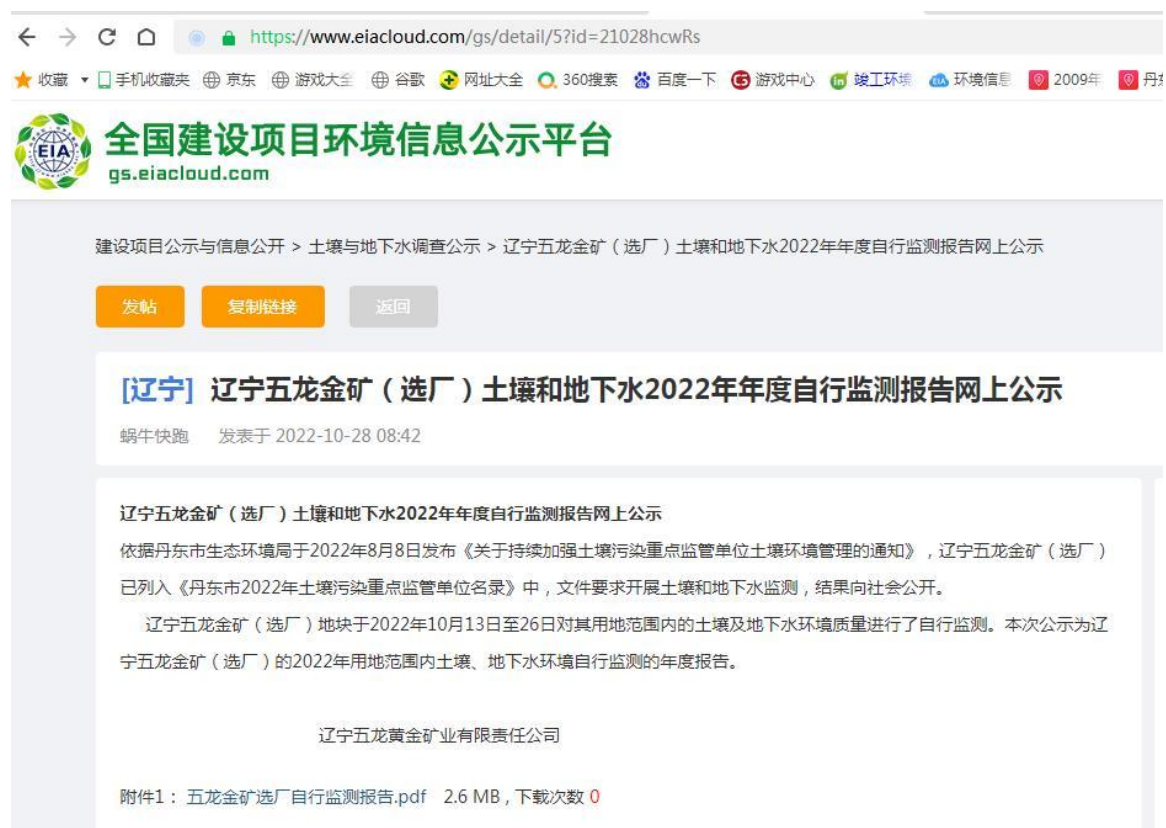 https://www.eiacloud.com/gs/detail/5?id=21028hcwRs
收藏 手机收藏夹 京东 游戏大全 谷歌 网址大全 360搜索 百度一下 游戏中心 竣工环境 环境信息 2009年 丹东
EIA 全国建设项目环境信息公示平台
gs.eiacloud.com
建设项目公示与信息公开 > 土壤与地下水调查公示 > 辽宁五龙金矿（选厂）土壤和地下水2022年年度自行监测报告网上公示
发帖 复制链接 返回
[辽宁] 辽宁五龙金矿（选厂）土壤和地下水2022年年度自行监测报告网上公示
蜗牛快跑 发表于 2022-10-28 08:42
辽宁五龙金矿（选厂）土壤和地下水2022年年度自行监测报告网上公示
依据丹东市生态环境局于2022年8月8日发布《关于持续加强土壤污染重点监管单位土壤环境管理的通知》，辽宁五龙金矿（选厂）
已列入《丹东市2022年土壤污染重点监管单位名录》中，文件要求开展土壤和地下水监测，结果向社会公开。
辽宁五龙金矿（选厂）地块于2022年10月13日至26日对其用地范围内的土壤及地下水环境质量进行了自行监测。本次公示为辽
宁五龙金矿（选厂）的2022年用地范围内土壤、地下水环境自行监测的年度报告。
辽宁五龙黄金矿业有限责任公司
附件1： 五龙金矿选厂自行监测报告.pdf 2.6 MB，下载次数 0